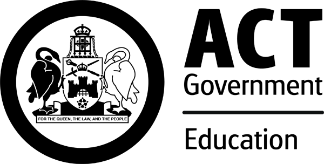 FOR THE QUEEN, THE LAW, AND THE PEOPLE
ACT
Government
Education